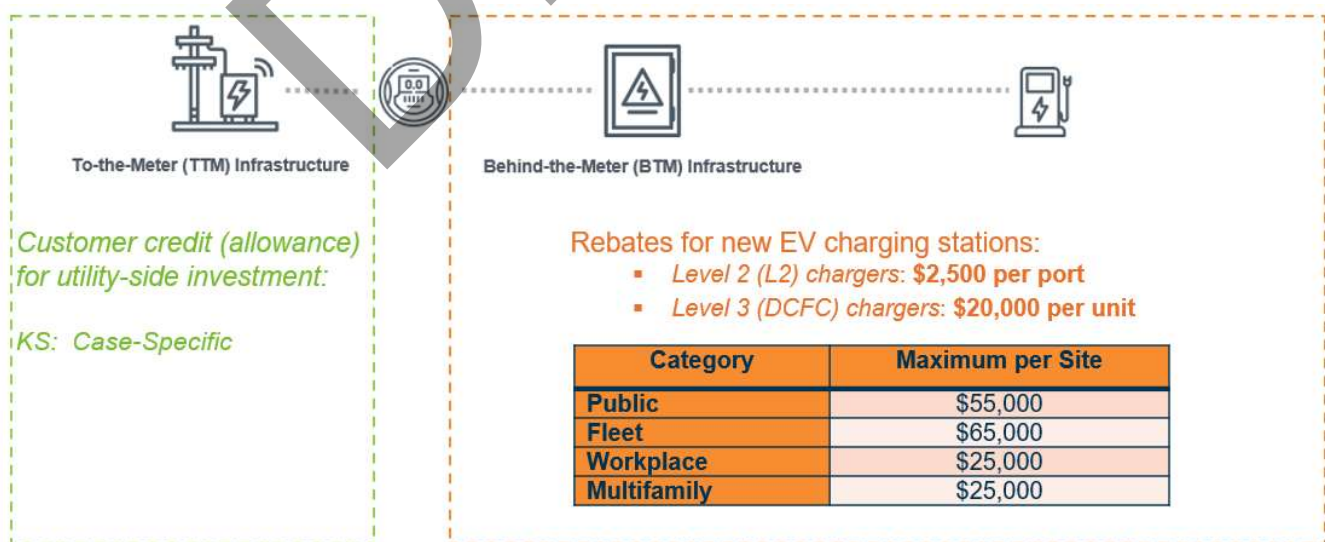 0.0
To-the-Meter (TTM) Infrastructure
Behind-the-Meter (BTM) Infrastructure
Customer credit (allowance)
for utility-side investment:
KS: Case-Specific
Rebates for new EV charging stations:
▪ Level 2 (L2) chargers: $2,500 per port
▪ Level 3 (DCFC) chargers: $20,000 per unit
Category Maximum per Site
Public $55,000
Fleet $65,000
Workplace $25,000
Multifamily $25,000